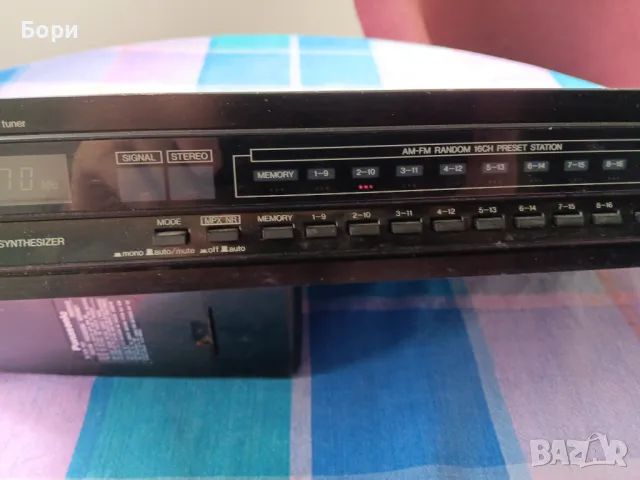 Бори
tuner
AM-FM RANDOM 16CH PRESET STATION
SIGNAL STEREO
MEMORY 1-9 2-10 3-11 4-12 5-13 6-14 7-15 8-16
70 MHz
MODE MPX NR MEMORY 1-9 2-10 3-11 4-12 5-13 6-14 7-15 8-16
SYNTHESIZER
mono auto/mute off auto
Panasonic
BAZAR